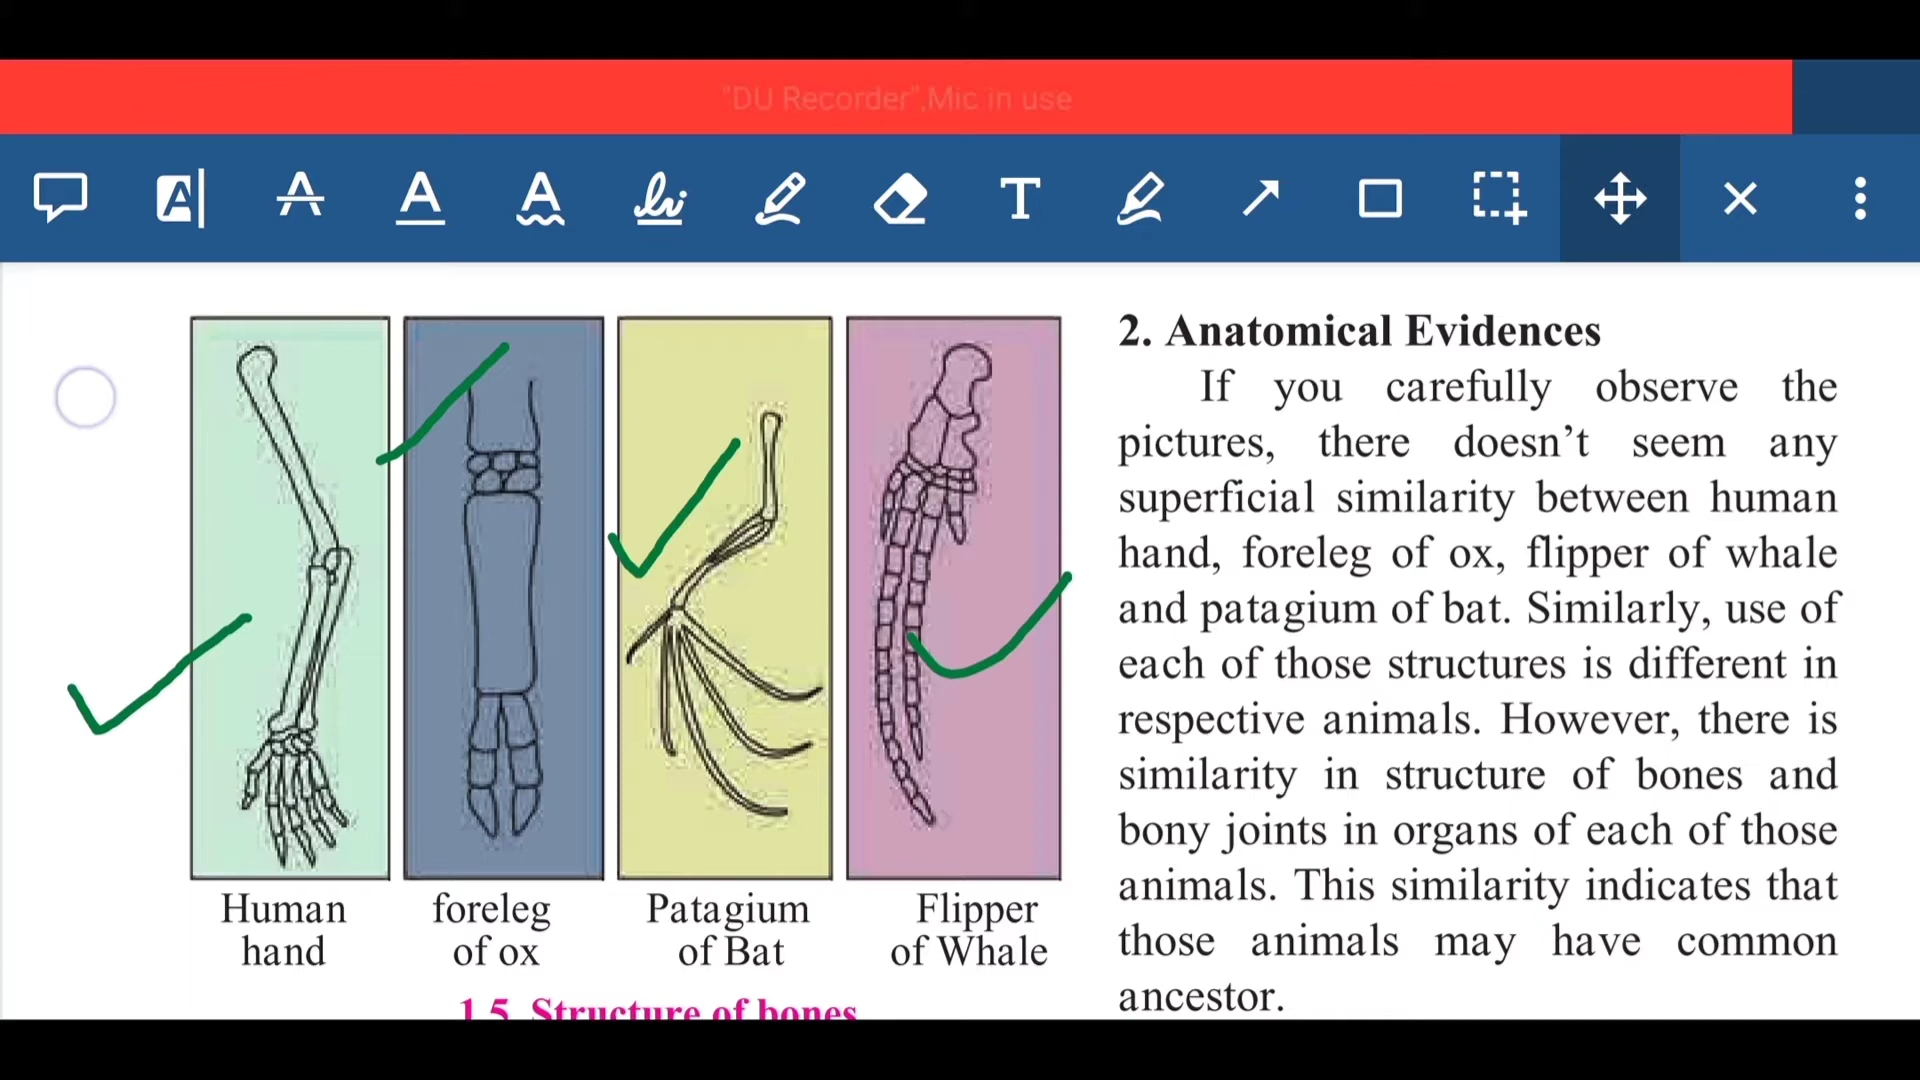 "DU Recorder",Mic in use
2. Anatomical Evidences
If you carefully observe the
pictures, there doesn't seem any
superficial similarity between human
hand, foreleg of ox, flipper of whale
and patagium of bat. Similarly, use of
each of those structures is different in
respective animals. However, there is
similarity in structure of bones and
bony joints in organs of each of those
animals. This similarity indicates that
those animals may have common
ancestor.
Human
hand
foreleg
of ox
Patagium
of Bat
Flipper
of Whale
1.5 Structure of bones